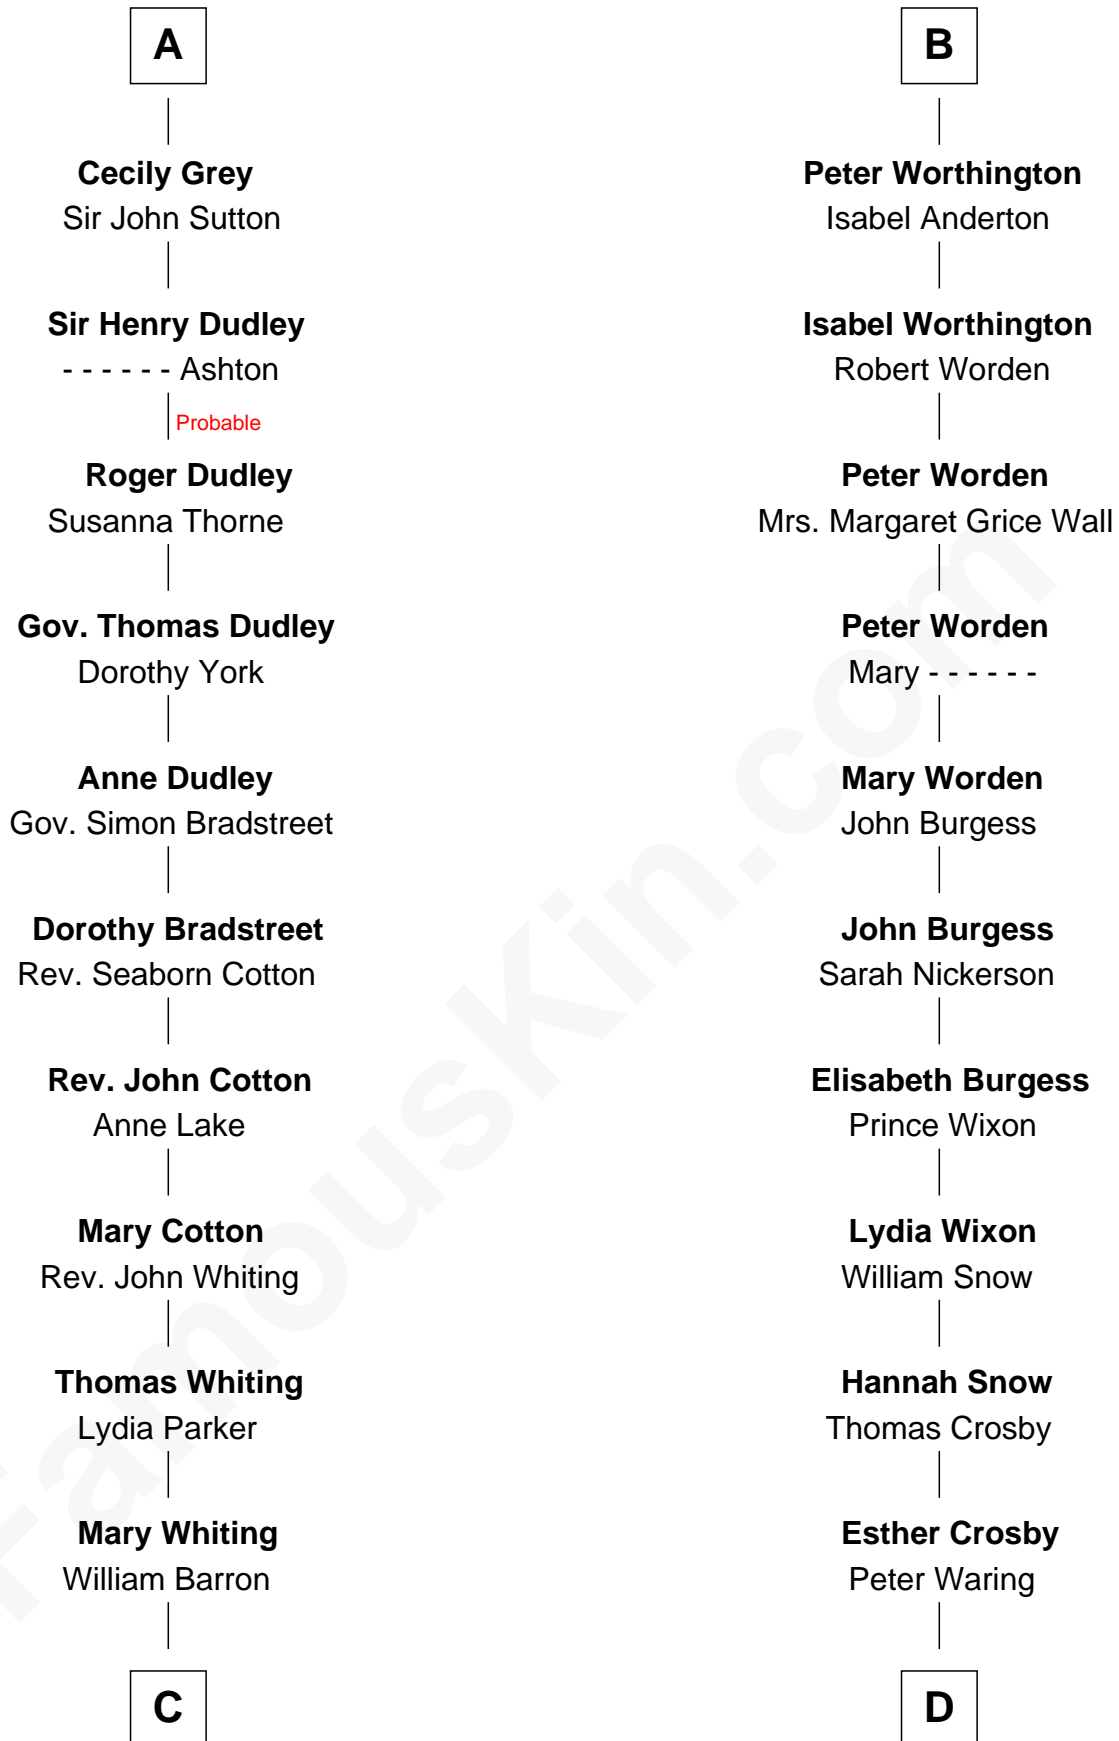 A
Cecily Grey
Sir John Sutton
Sir Henry Dudley
- - - - - - Ashton
Probable
Roger Dudley
Susanna Thorne
Gov. Thomas Dudley
Dorothy York
Anne Dudley
Gov. Simon Bradstreet
Dorothy Bradstreet
Rev. Seaborn Cotton
Rev. John Cotton
Anne Lake
Mary Cotton
Rev. John Whiting
Thomas Whiting
Lydia Parker
Mary Whiting
William Barron
C
B
Peter Worthington
Isabel Anderton
Isabel Worthington
Robert Worden
Peter Worden
Mrs. Margaret Grice Wall
Peter Worden
Mary - - - - - -
Mary Worden
John Burgess
John Burgess
Sarah Nickerson
Elisabeth Burgess
Prince Wixon
Lydia Wixon
William Snow
Hannah Snow
Thomas Crosby
Esther Crosby
Peter Waring
D
FamousKin.com